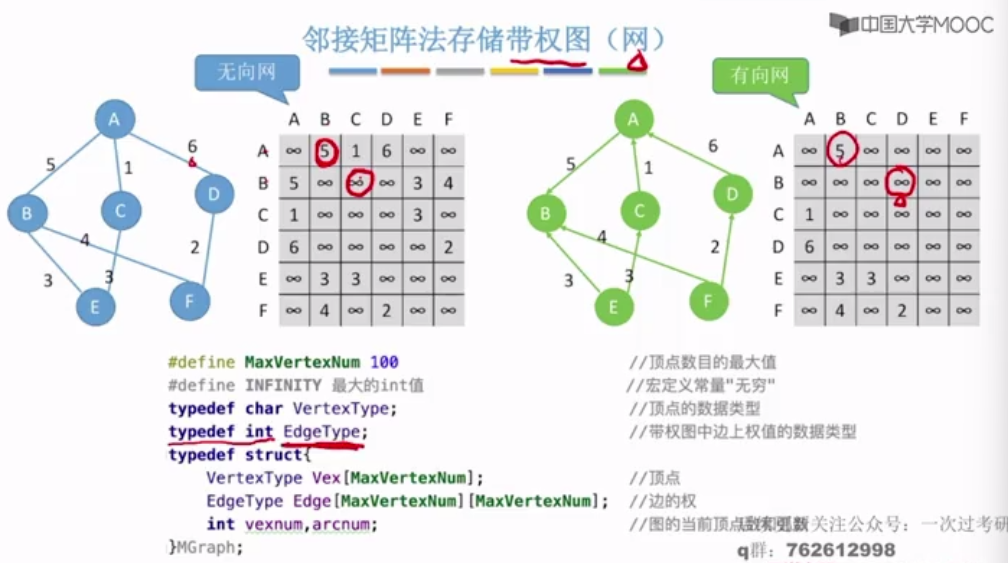 中国大学MOOC
邻接矩阵法存储带权图（网）
无向网
有向网
A B C D E F
A ∞ 5 1 6 ∞ ∞
B 5 ∞ ∞ ∞ 3 4
C 1 ∞ ∞ ∞ 3 ∞
D 6 ∞ ∞ ∞ ∞ 2
E ∞ 3 3 ∞ ∞ ∞
F ∞ 4 ∞ 2 ∞ ∞
A
B
C
D
E
F
5
1
6
4
2
3
3
A B C D E F
A ∞ 5 ∞ ∞ ∞ ∞
B ∞ ∞ ∞ ∞ ∞ ∞
C 1 ∞ ∞ ∞ ∞ ∞
D 6 ∞ ∞ ∞ ∞ ∞
E ∞ 3 3 ∞ ∞ ∞
F ∞ 4 ∞ 2 ∞ ∞
A
B
C
D
E
F
5
1
6
4
2
3
3
#define MaxVertexNum 100 //顶点数目的最大值
#define INFINITY 最大的int值 //宏定义常量"无穷"
typedef char VertexType; //顶点的数据类型
typedef int EdgeType; //带权图中边上权值的数据类型
typedef struct{
VertexType Vex[MaxVertexNum]; //顶点
EdgeType Edge[MaxVertexNum][MaxVertexNum]; //边的权
int vexnum,arcnum; //图的当前顶点数和弧数
}MGraph;
关注公众号：一次过考研
q群：762612998